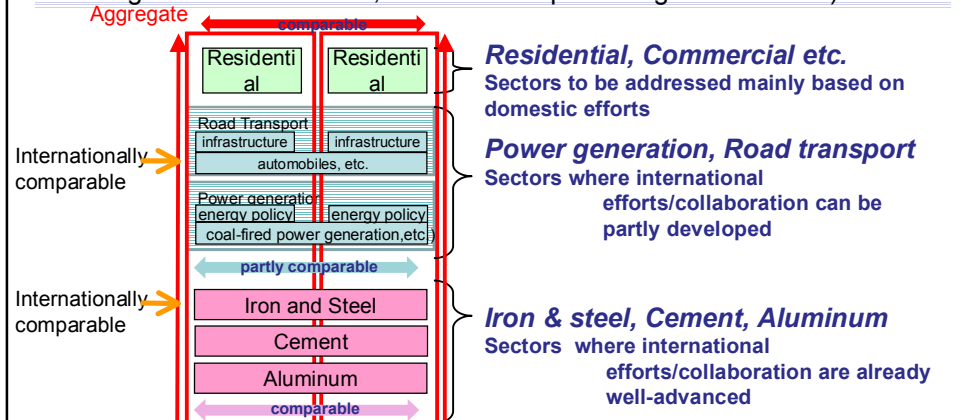 Aggregate
comparable
Residenti
al
Residenti
al
Residential, Commercial etc.
Sectors to be addressed mainly based on
domestic efforts
Road Transport
infrastructure
infrastructure
automobiles, etc.
Internationally
comparable
Power generation, Road transport
Sectors where international
efforts/collaboration can be
partly developed
Power generation
energy policy
energy policy
coal-fired power generation,etc.)
partly comparable
Internationally
comparable
Iron and Steel
Cement
Aluminum
comparable
Iron & steel, Cement, Aluminum
Sectors where international
efforts/collaboration are already
well-advanced